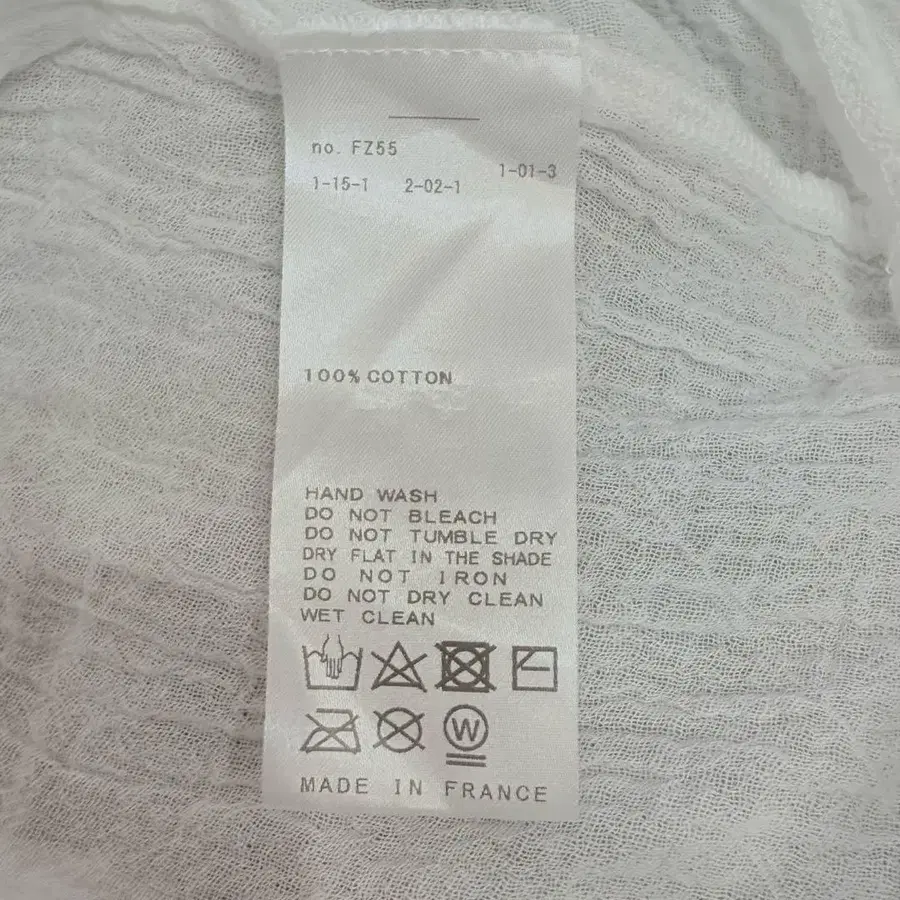 no. FZ55
1-15-1 2-02-1 1-01-3
100% COTTON
HAND WASH
DO NOT BLEACH
DO NOT TUMBLE DRY
DRY FLAT IN THE SHADE
DO NOT IRON
DO NOT DRY CLEAN
WET CLEAN
W
MADE IN FRANCE